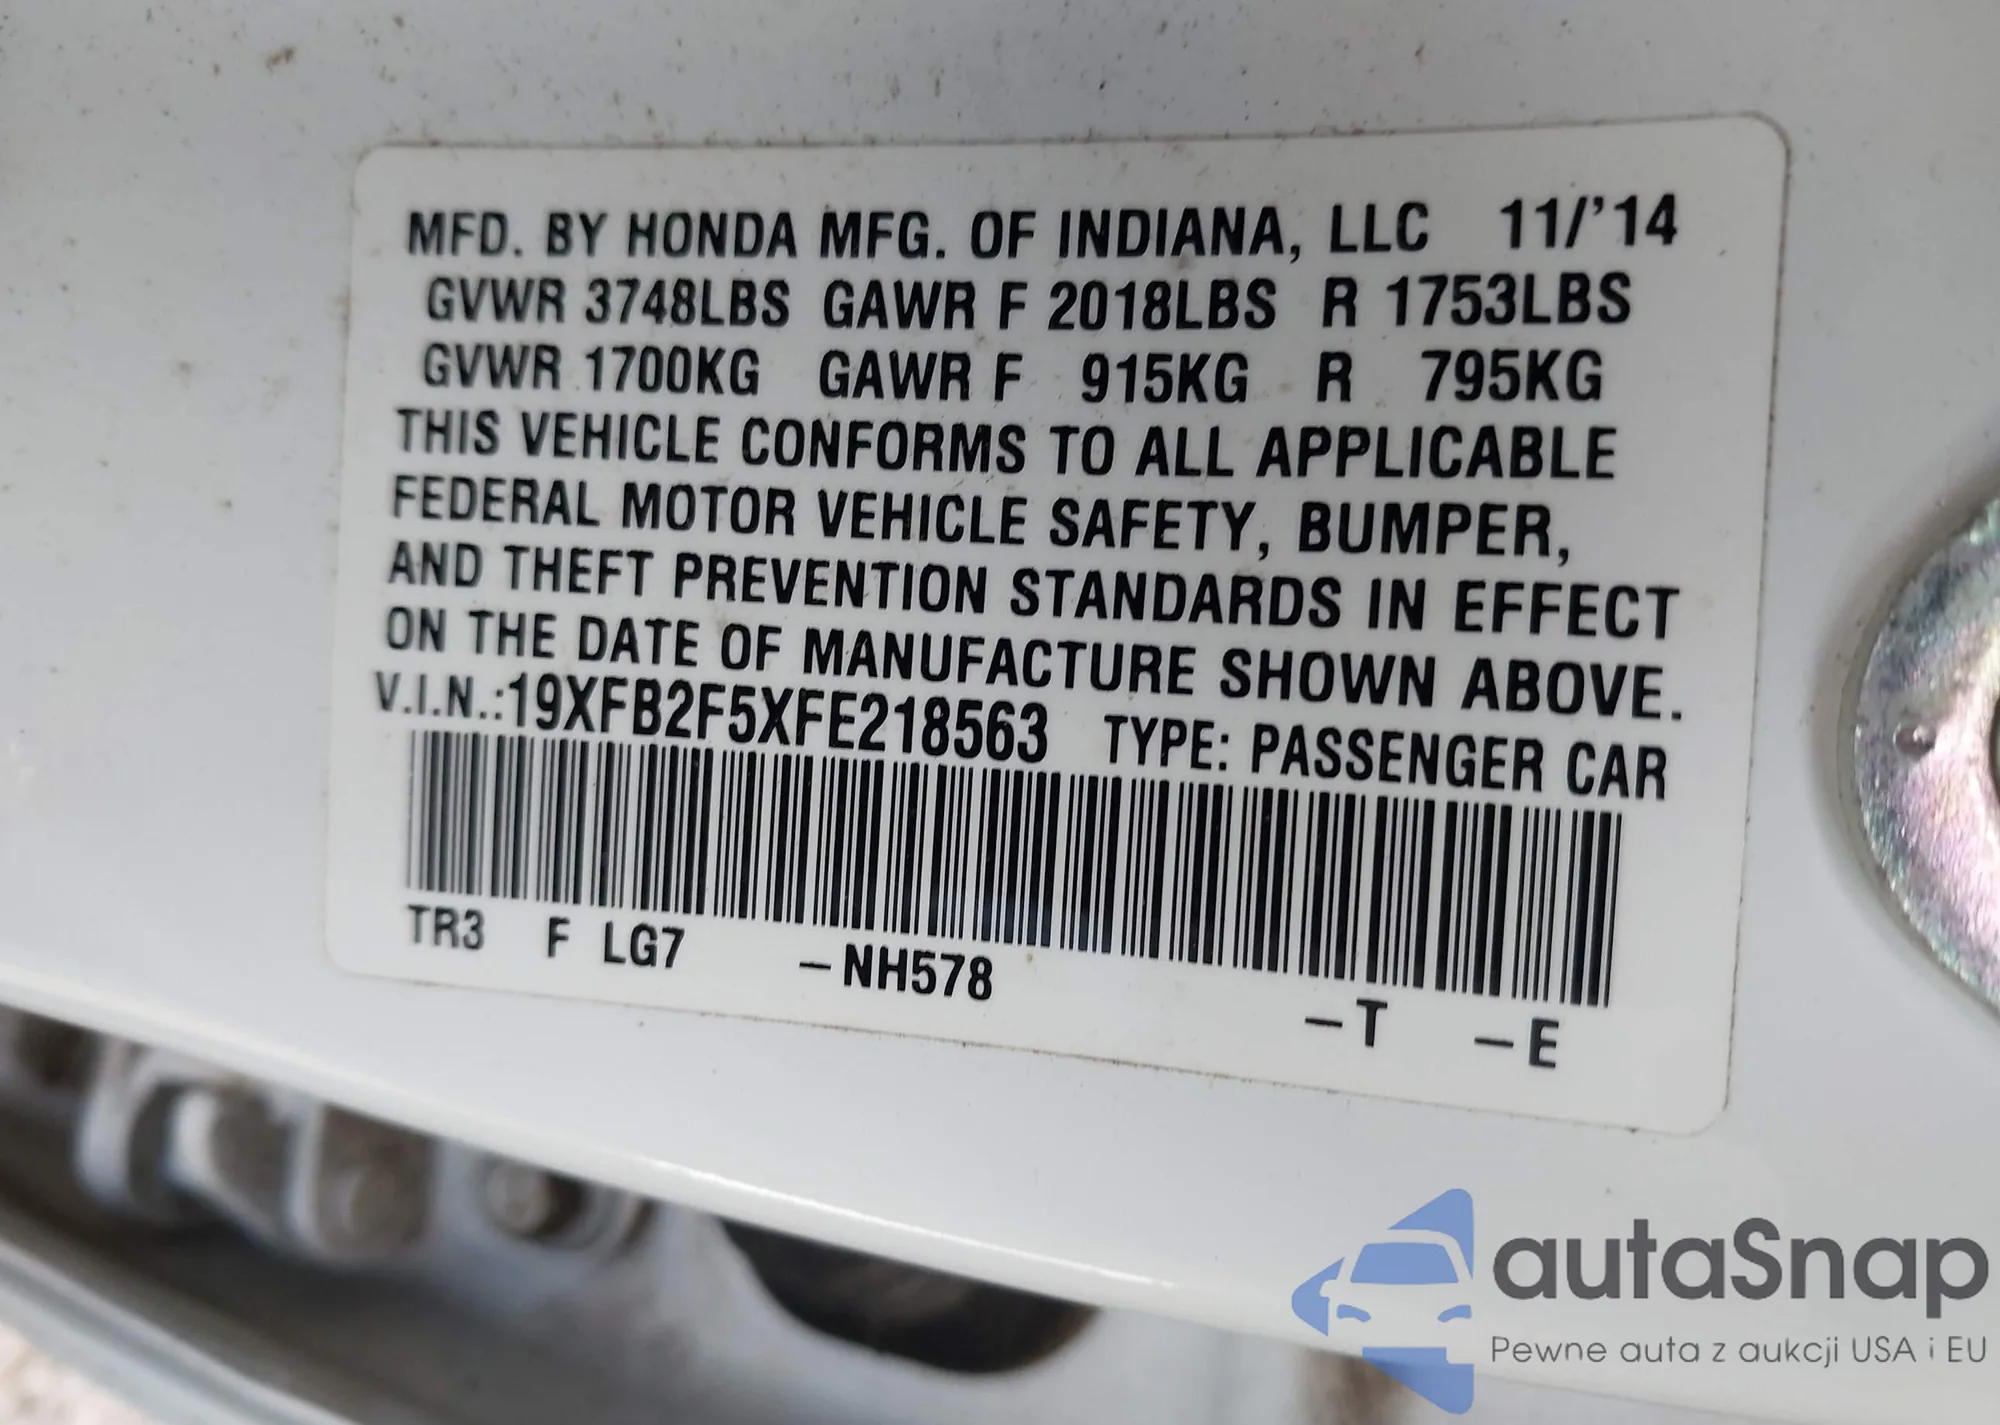 MFD. BY HONDA MFG. OF INDIANA, LLC 11/'14
GVWR 3748LBS GAWR F 2018LBS R 1753LBS
GVWR 1700KG GAWR F 915KG R 795KG
THIS VEHICLE CONFORMS TO ALL APPLICABLE
FEDERAL MOTOR VEHICLE SAFETY, BUMPER,
AND THEFT PREVENTION STANDARDS IN EFFECT
ON THE DATE OF MANUFACTURE SHOWN ABOVE.
V.I.N.:19XFB2F5XFE218563 TYPE: PASSENGER CAR
TR3 F LG7 –NH578 –T –E
autaSnap
Pewne auta z aukcji USA i EU